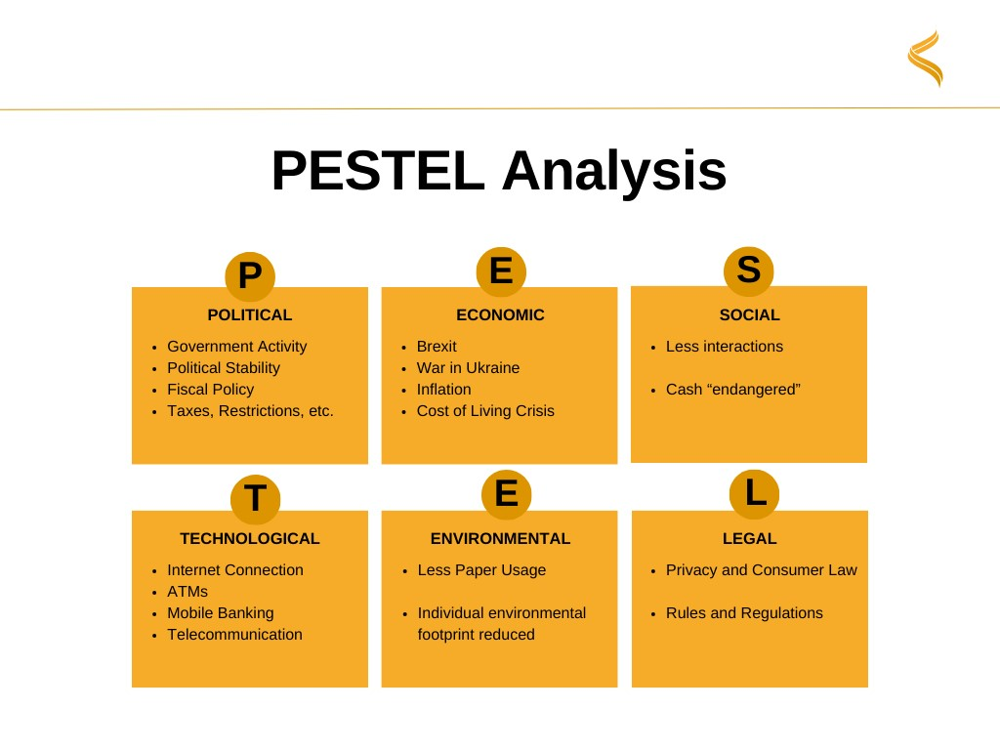 PESTEL Analysis
P
POLITICAL
• Government Activity
• Political Stability
• Fiscal Policy
• Taxes, Restrictions, etc.
E
ECONOMIC
• Brexit
• War in Ukraine
• Inflation
• Cost of Living Crisis
S
SOCIAL
• Less interactions
• Cash “endangered”
T
TECHNOLOGICAL
• Internet Connection
• ATMs
• Mobile Banking
• Telecommunication
E
ENVIRONMENTAL
• Less Paper Usage
• Individual environmental
footprint reduced
L
LEGAL
• Privacy and Consumer Law
• Rules and Regulations